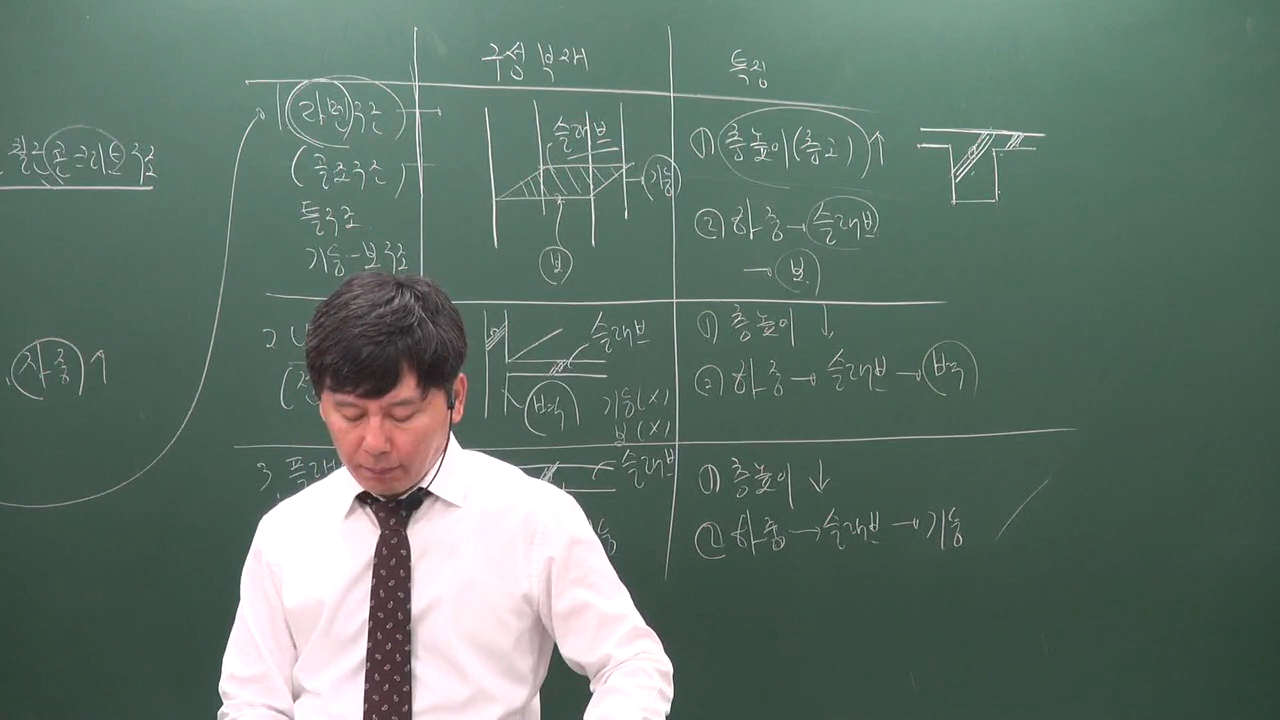 구성 부재
특징
1 라멘구조
(골조구조)
틀구조
기둥-보구조
슬래브
기둥
보
① 층높이(층고)↑
② 하중→슬래브
→보
철근콘크리트구조
자중↑
2.
슬래브
벽
기둥(×)
보(×)
① 층높이↓
② 하중→슬래브→벽
3. 플
슬래브
① 층높이↓
② 하중→슬래브→기둥